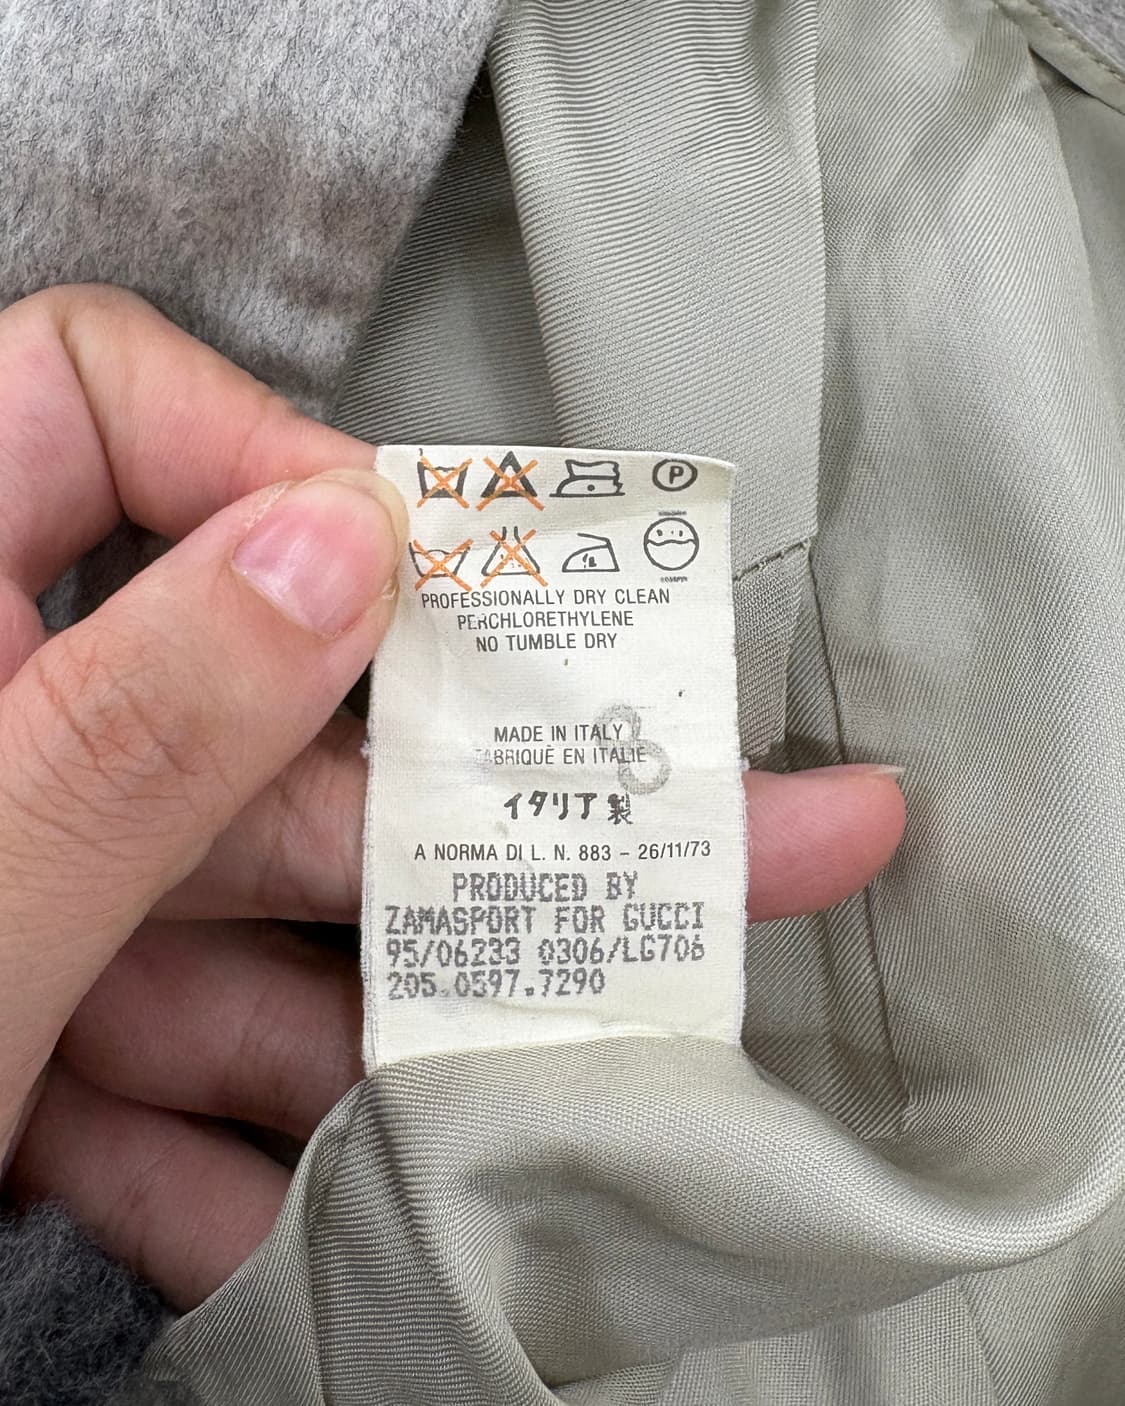 P
PROFESSIONALLY DRY CLEAN
PERCHLORETHYLENE
NO TUMBLE DRY
8
MADE IN ITALY
FABRIQUÈ EN ITALIE
イタリア製
A NORMA DI L. N. 883 – 26/11/73
PRODUCED BY
ZAMASPORT FOR GUCCI
95/06233 0306/LG706
205.0597.7290